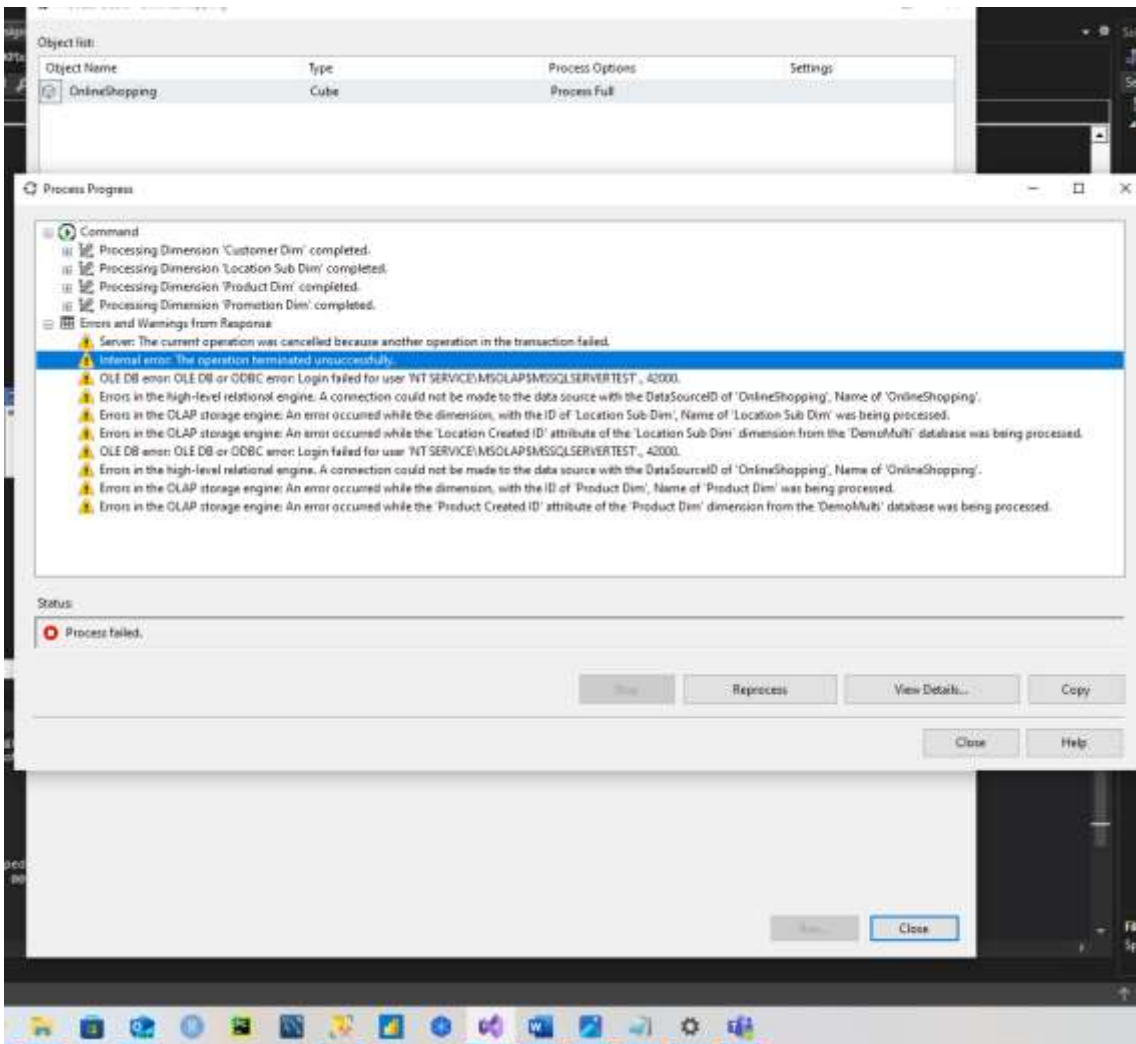 Object list:
Object Name Type Process Options Settings
OnlineShopping Cube Process Full
Process Progress
Command
Processing Dimension 'Customer Dim' completed.
Processing Dimension 'Location Sub Dim' completed.
Processing Dimension 'Product Dim' completed.
Processing Dimension 'Promotion Dim' completed.
Errors and Warnings from Response
Server: The current operation was cancelled because another operation in the transaction failed.
Internal error: The operation terminated unsuccessfully.
OLE DB error: OLE DB or ODBC error: Login failed for user 'NT SERVICE\MSOLAP$MSSQLSERVERTEST'., 42000.
Errors in the high-level relational engine. A connection could not be made to the data source with the DataSourceID of 'OnlineShopping', Name of 'OnlineShopping'.
Errors in the OLAP storage engine: An error occurred while the dimension, with the ID of 'Location Sub Dim', Name of 'Location Sub Dim' was being processed.
Errors in the OLAP storage engine: An error occurred while the 'Location Created ID' attribute of the 'Location Sub Dim' dimension from the 'DemoMulti' database was being processed.
OLE DB error: OLE DB or ODBC error: Login failed for user 'NT SERVICE\MSOLAP$MSSQLSERVERTEST'., 42000.
Errors in the high-level relational engine. A connection could not be made to the data source with the DataSourceID of 'OnlineShopping', Name of 'OnlineShopping'.
Errors in the OLAP storage engine: An error occurred while the dimension, with the ID of 'Product Dim', Name of 'Product Dim' was being processed.
Errors in the OLAP storage engine: An error occurred while the 'Product Created ID' attribute of the 'Product Dim' dimension from the 'DemoMulti' database was being processed.
Status:
Process failed.
Stop Reprocess View Details... Copy
Close Help
Close